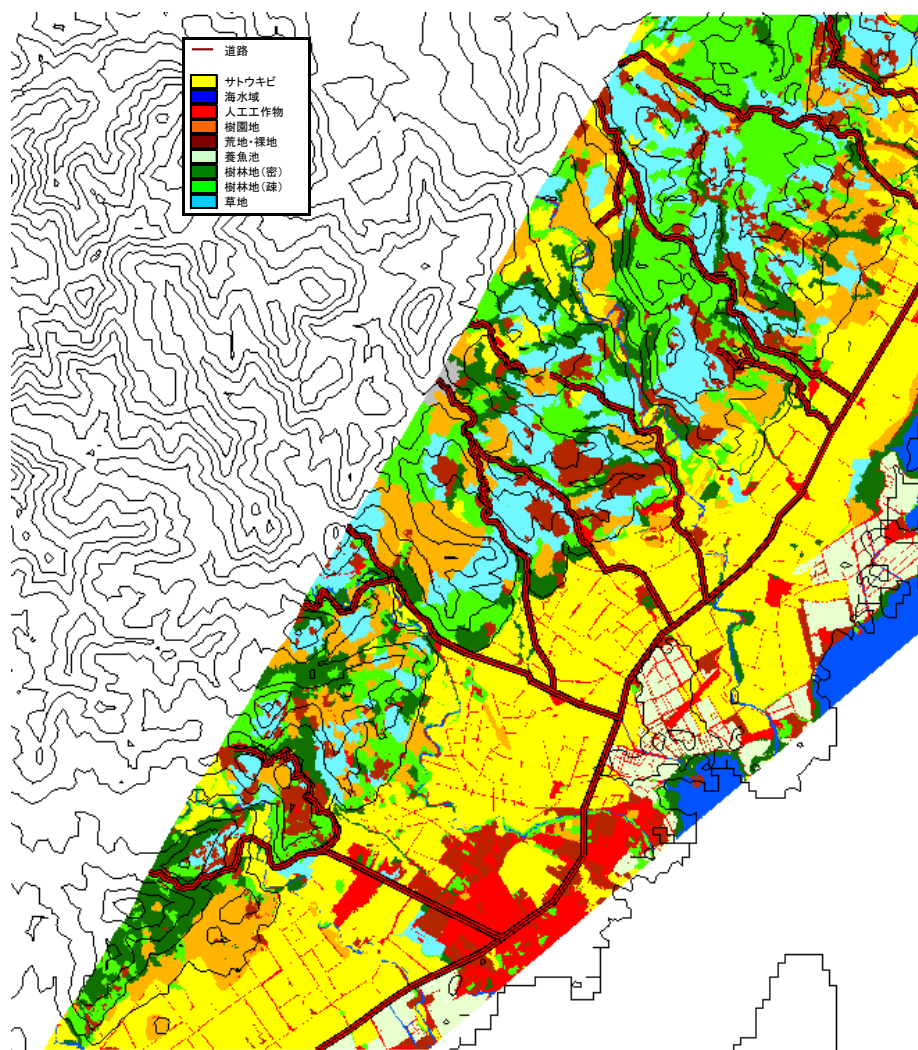 道路
サトウキビ
海水域
人工工作物
樹園地
荒地・裸地
養魚池
樹林地(密)
樹林地(疎)
草地